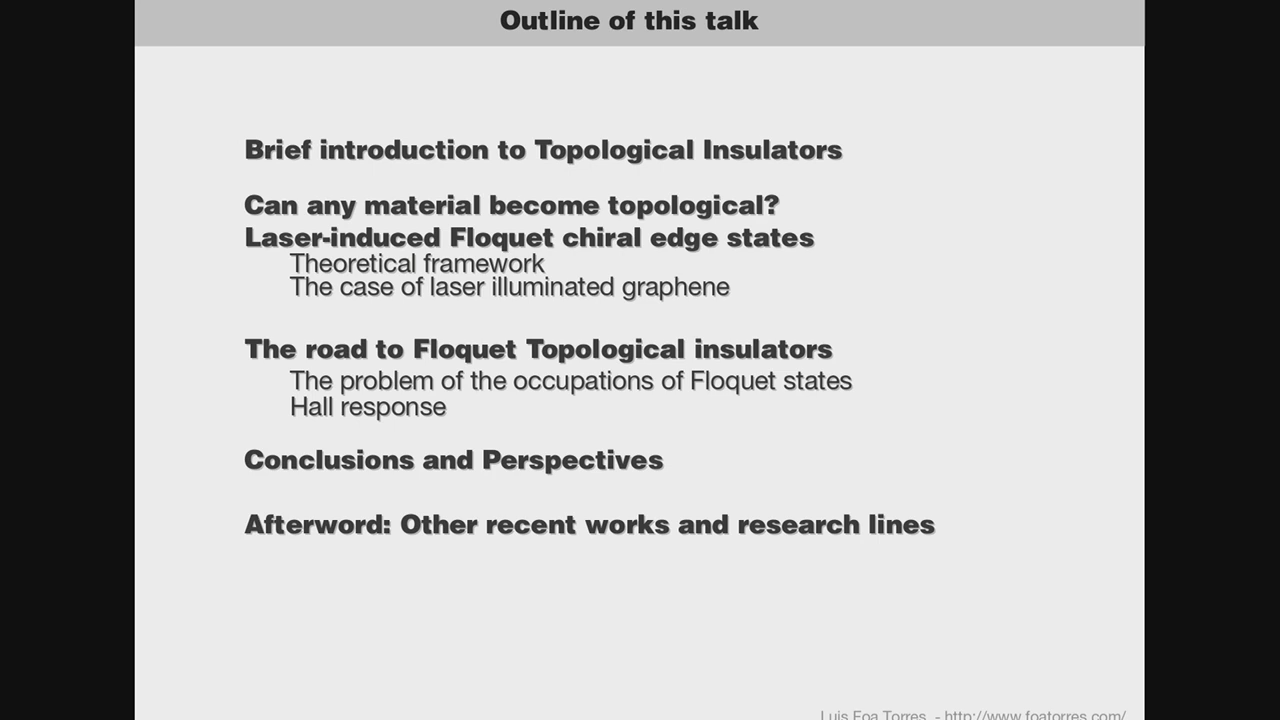 Outline of this talk
Brief introduction to Topological Insulators
Can any material become topological?
Laser-induced Floquet chiral edge states
Theoretical framework
The case of laser illuminated graphene
The road to Floquet Topological insulators
The problem of the occupations of Floquet states
Hall response
Conclusions and Perspectives
Afterword: Other recent works and research lines
Luis Foa Torres - http://www.foatorres.com/